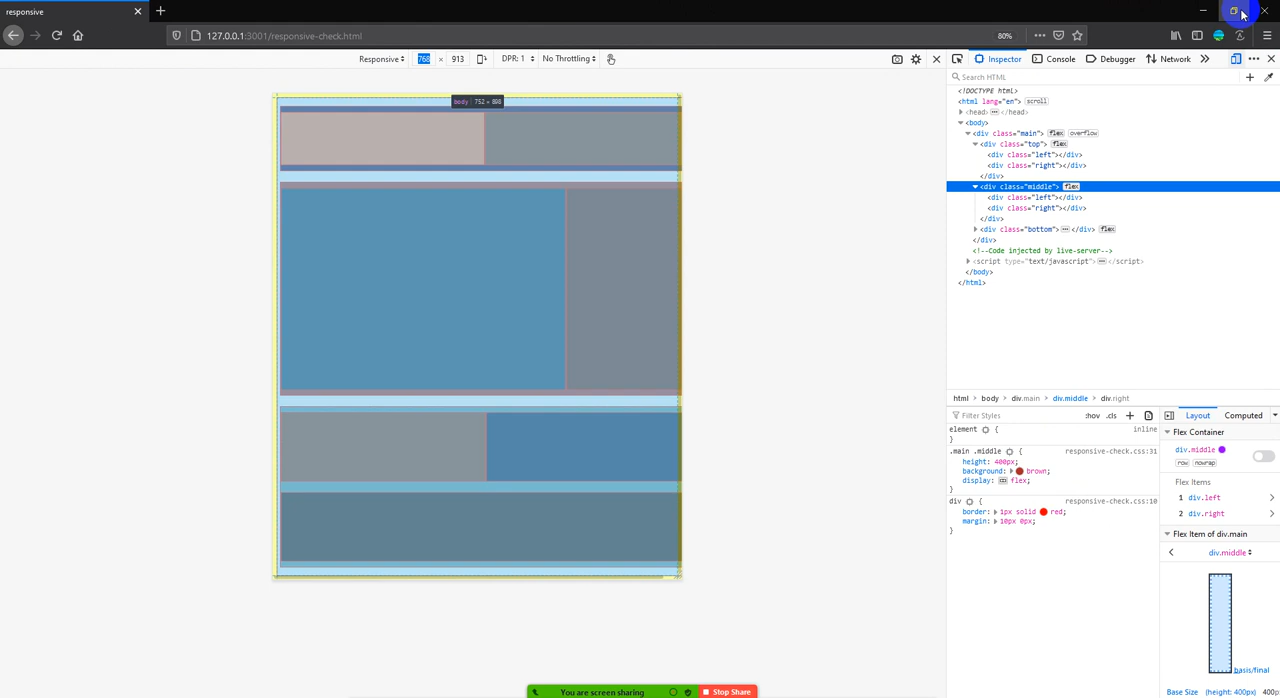 responsive
127.0.0.1:3001/responsive-check.html
80%
Responsive
768 × 913
DPR: 1
No Throttling
Inspector
Console
Debugger
Network
Search HTML
body 752 × 898
<!DOCTYPE html>
<html lang="en"> scroll
<head> </head>
<body>
<div class="main"> flex overflow
<div class="top"> flex
<div class="left"></div>
<div class="right"></div>
</div>
<div class="middle"> flex
<div class="left"></div>
<div class="right"></div>
</div>
<div class="bottom"> </div> flex
</div>
<!--Code injected by live-server-->
<script type="text/javascript"> </script>
</body>
</html>
html > body > div.main > div.middle > div.right
Filter Styles
:hov .cls
Layout
Computed
element {
inline
}
.main .middle {
responsive-check.css:31
height: 400px;
background: brown;
display: flex;
}
div {
responsive-check.css:10
border: 1px solid red;
margin: 10px 0px;
}
Flex Container
div.middle
row nowrap
Flex Items
1 div.left
2 div.right
Flex Item of div.main
div.middle
basis/final
Base Size (height: 400px) 400p
You are screen sharing
Stop Share